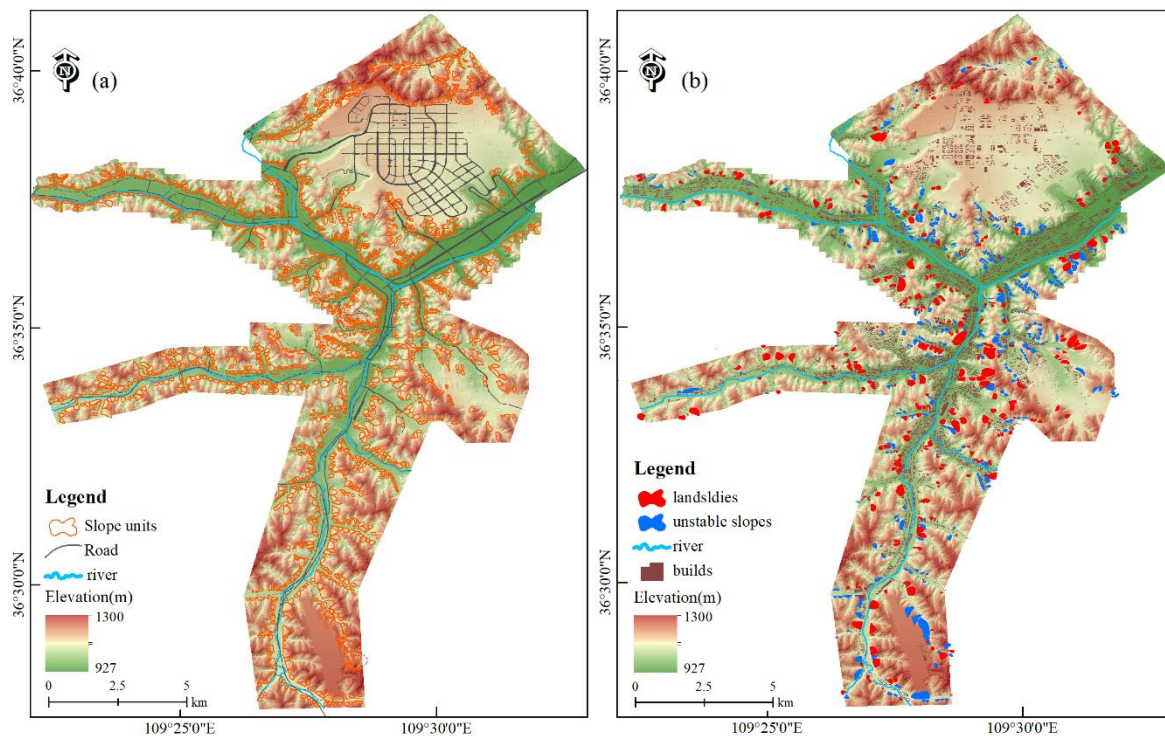 N
(a)
36°40'0"N
36°35'0"N
36°30'0"N
Legend
Slope units
Road
river
Elevation(m)
1300
927
0 2.5 5
km
109°25'0"E 109°30'0"E
N
(b)
36°40'0"N
36°35'0"N
36°30'0"N
Legend
landsldies
unstable slopes
river
builds
Elevation(m)
1300
927
0 2.5 5
km
109°25'0"E 109°30'0"E